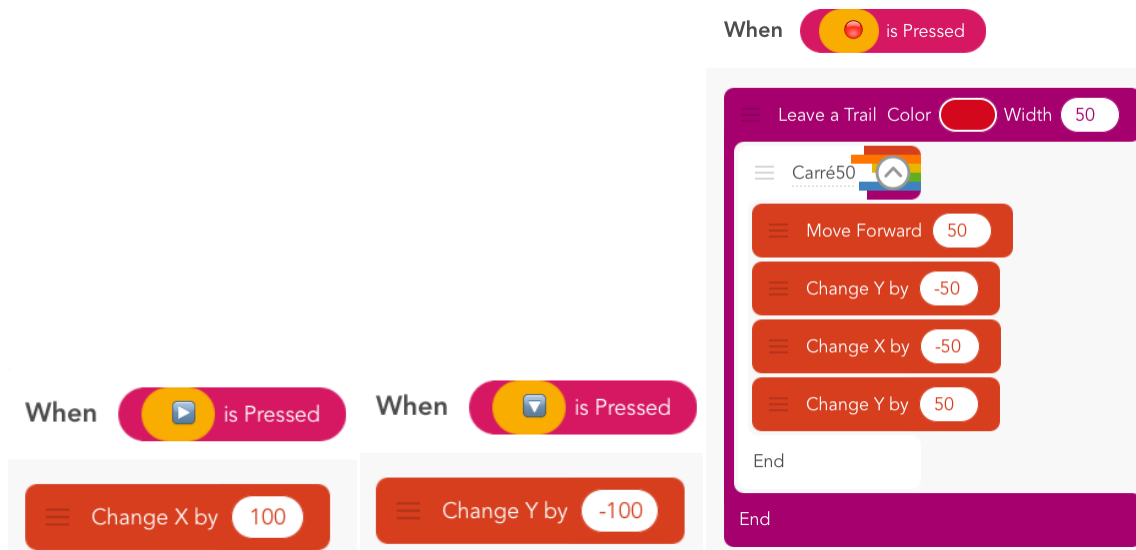 When is Pressed
Change X by 100
When is Pressed
Change Y by -100
When is Pressed
Leave a Trail Color Width 50
Carré50
Move Forward 50
Change Y by -50
Change X by -50
Change Y by 50
End
End